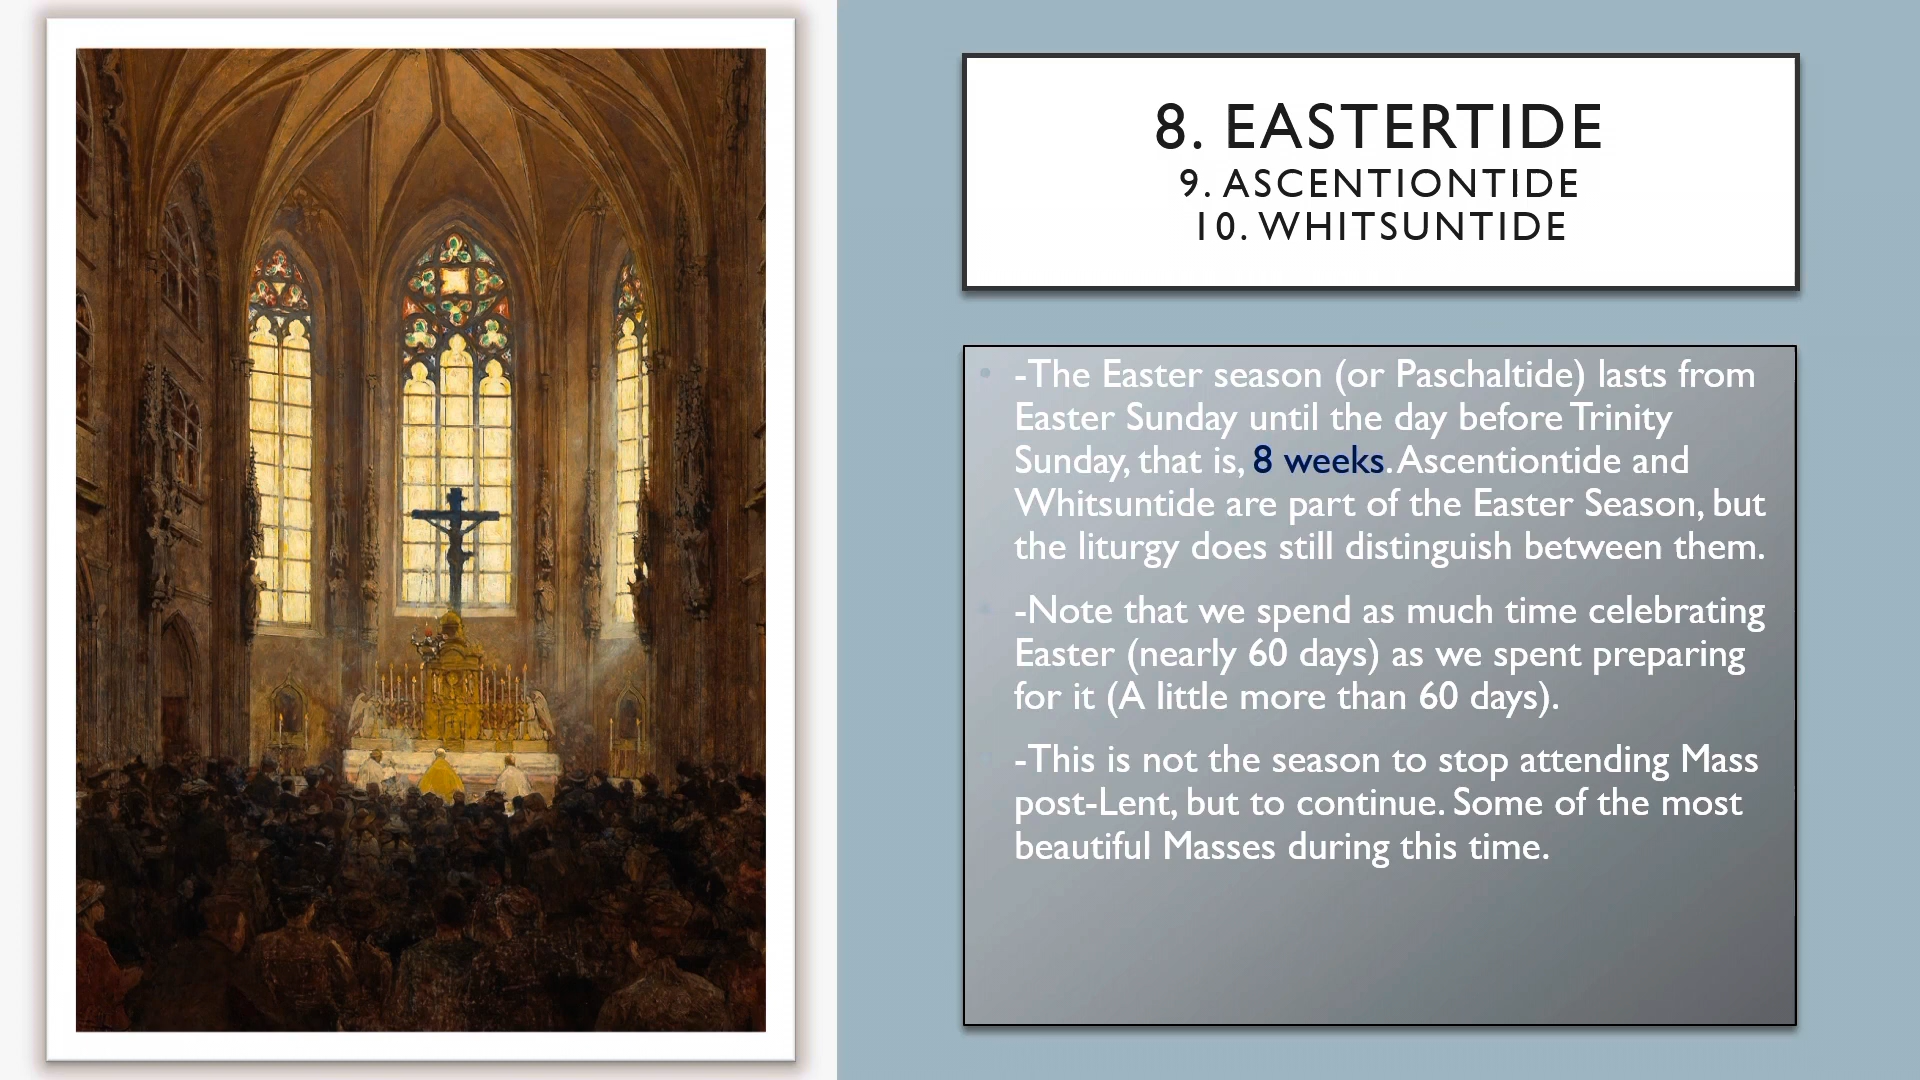 8. EASTERTIDE
9. ASCENTIONTIDE
10. WHITSUNTIDE
-The Easter season (or Paschaltide) lasts from
Easter Sunday until the day before Trinity
Sunday, that is, 8 weeks. Ascentiontide and
Whitsuntide are part of the Easter Season, but
the liturgy does still distinguish between them.
-Note that we spend as much time celebrating
Easter (nearly 60 days) as we spent preparing
for it (A little more than 60 days).
-This is not the season to stop attending Mass
post-Lent, but to continue. Some of the most
beautiful Masses during this time.